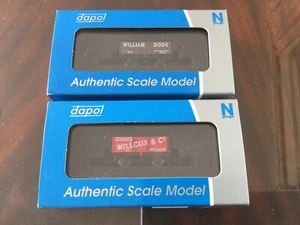 dapol
N
WILLIAM DODS
Authentic Scale Model
dapol
N
WILLCOX & Co
Authentic Scale Model